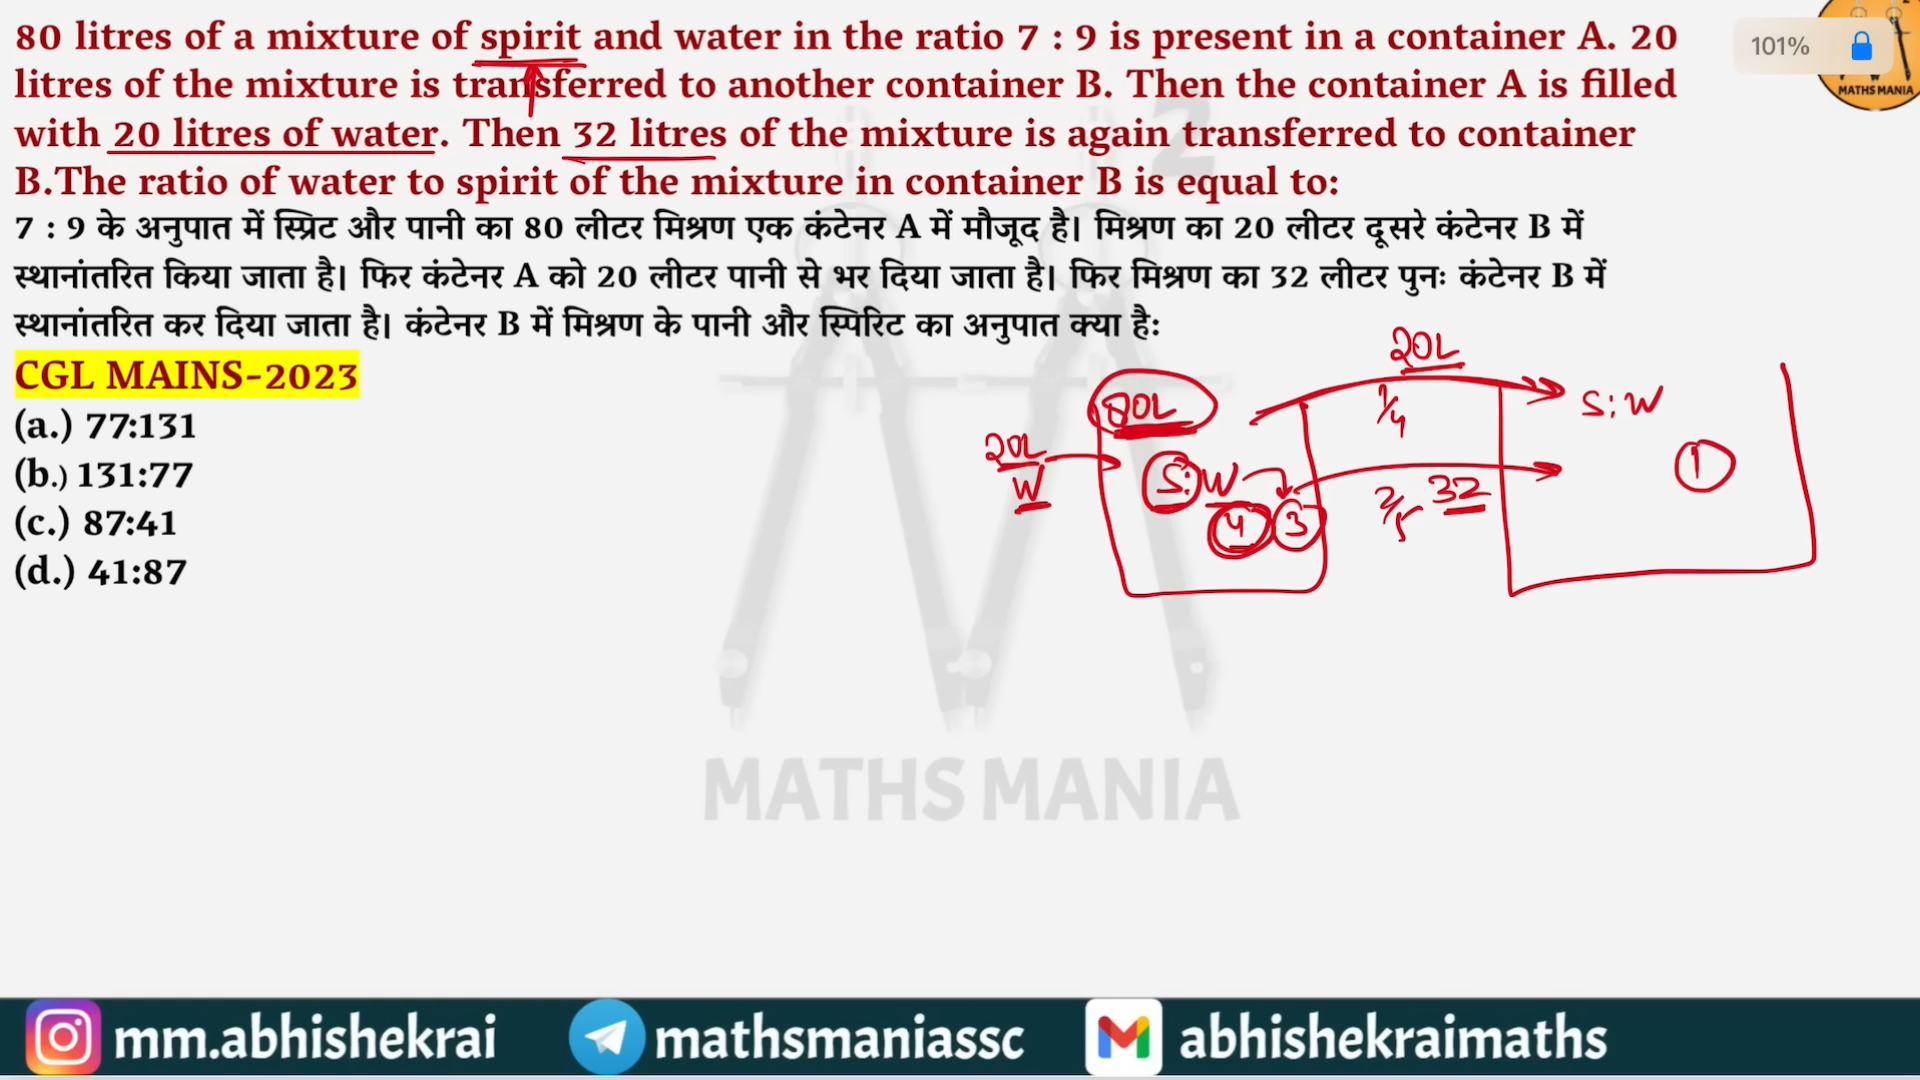 80 litres of a mixture of spirit and water in the ratio 7 : 9 is present in a container A. 20
litres of the mixture is transferred to another container B. Then the container A is filled
with 20 litres of water. Then 32 litres of the mixture is again transferred to container
B.The ratio of water to spirit of the mixture in container B is equal to:
7 : 9 के अनुपात में स्प्रिट और पानी का 80 लीटर मिश्रण एक कंटेनर A में मौजूद है। मिश्रण का 20 लीटर दूसरे कंटेनर B में
स्थानांतरित किया जाता है। फिर कंटेनर A को 20 लीटर पानी से भर दिया जाता है। फिर मिश्रण का 32 लीटर पुनः कंटेनर B में
स्थानांतरित कर दिया जाता है। कंटेनर B में मिश्रण के पानी और स्पिरिट का अनुपात क्या है:
CGL MAINS-2023
(a.) 77:131
(b.) 131:77
(c.) 87:41
(d.) 41:87
101%
MATHS MANIA
20L
80L
1/4
S:W
20L
W
S:W
4 3
2/5 32
1
2
MATHS MANIA
mm.abhishekrai
mathsmaniassc
abhishekraimaths